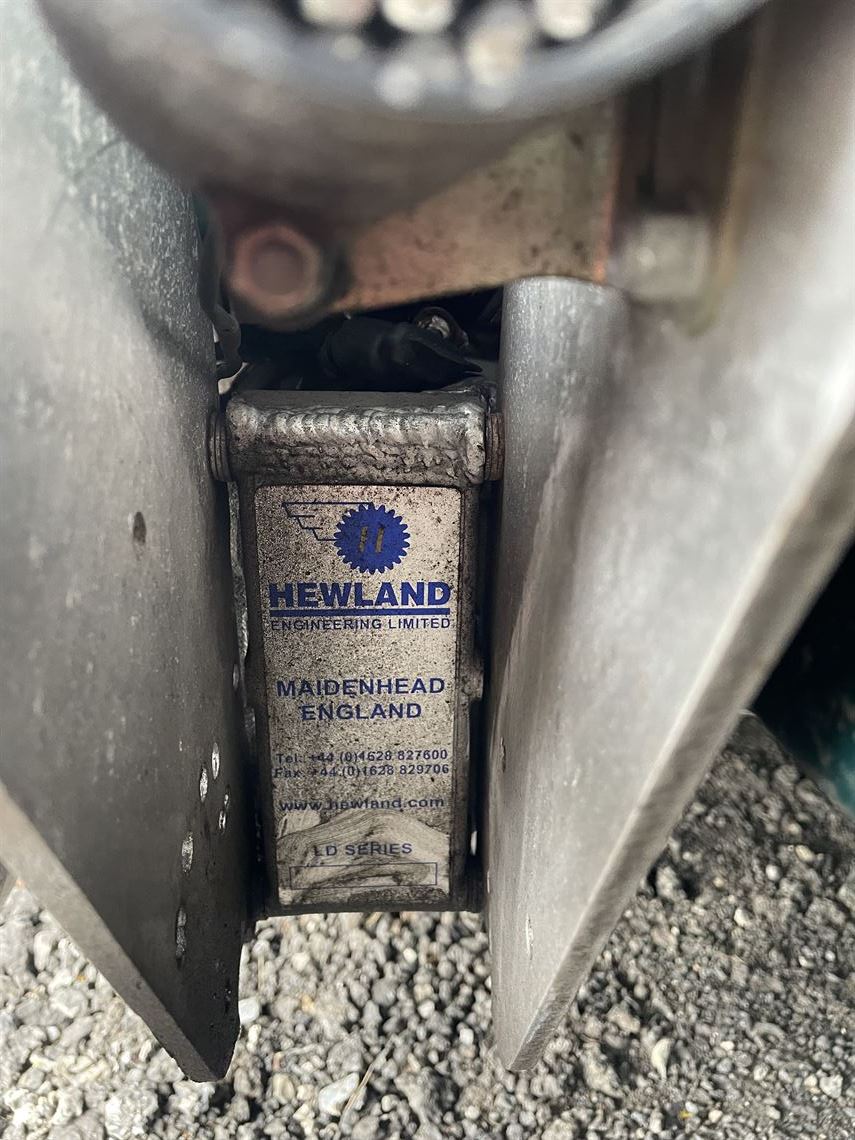 H
HEWLAND
ENGINEERING LIMITED
MAIDENHEAD
ENGLAND
Tel: +44 (0)1628 827600
Fax: +44 (0)1628 829706
www.hewland.com
LD SERIES